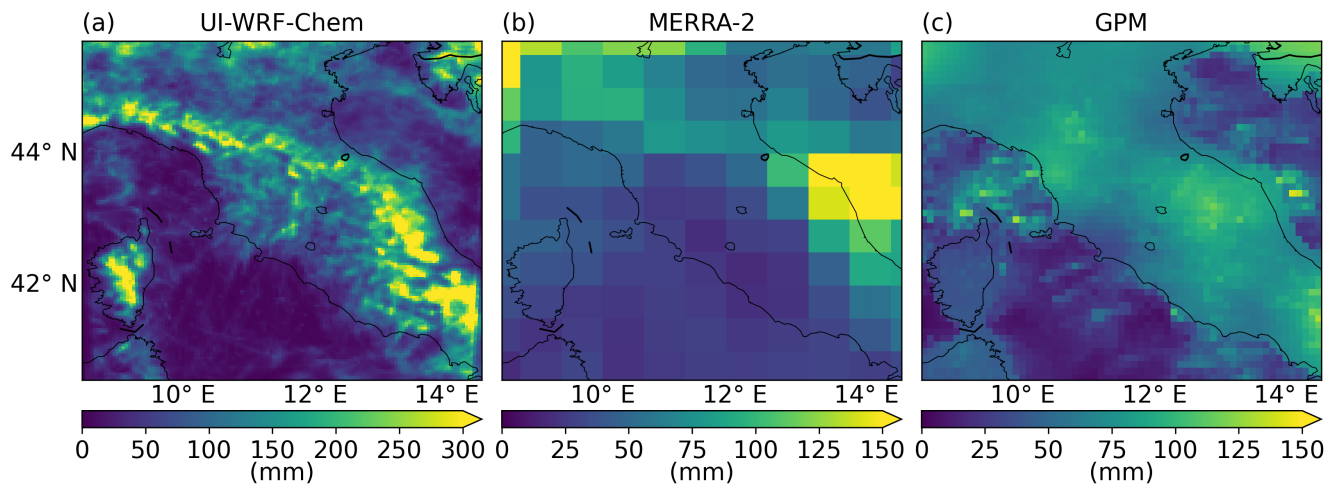 (a) UI-WRF-Chem
(b) MERRA-2
(c) GPM
44° N
42° N
10° E 12° E 14° E
10° E 12° E 14° E
10° E 12° E 14° E
0 50 100 150 200 250 300
(mm)
0 25 50 75 100 125 150
(mm)
0 25 50 75 100 125 150
(mm)